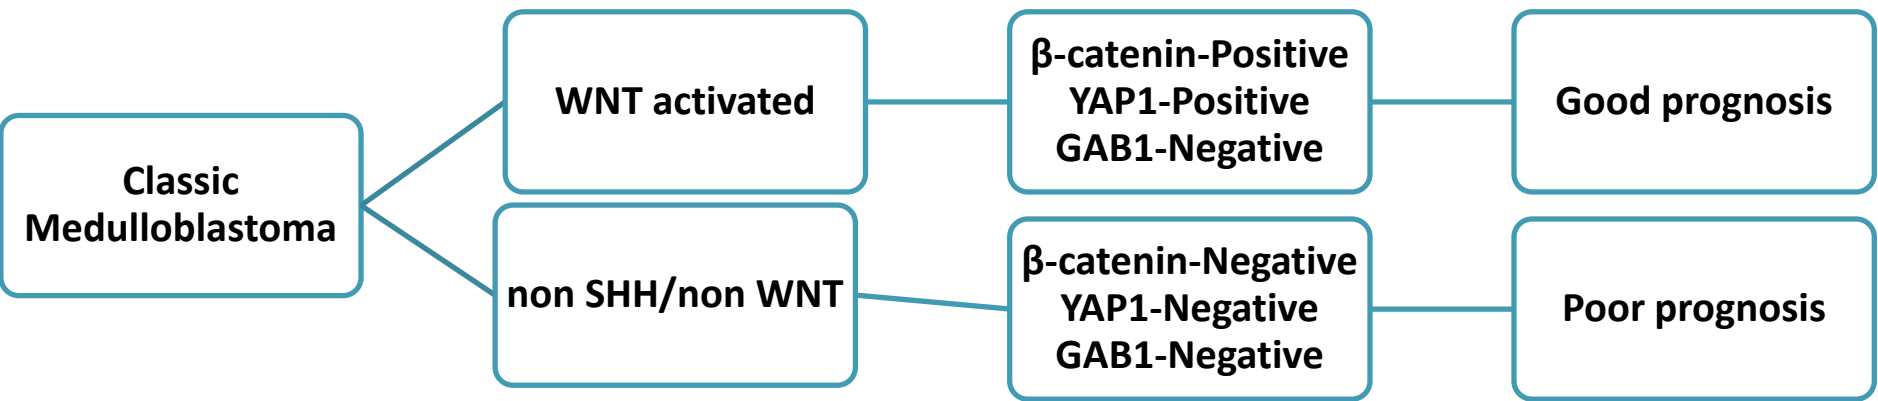 Classic
Medulloblastoma
WNT activated
β-catenin-Positive
YAP1-Positive
GAB1-Negative
Good prognosis
non SHH/non WNT
β-catenin-Negative
YAP1-Negative
GAB1-Negative
Poor prognosis